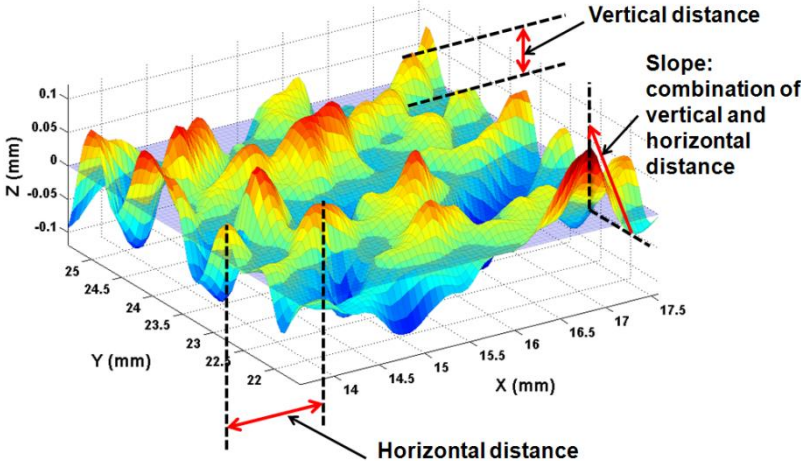 Vertical distance
Slope:
combination of
vertical and
horizontal
distance
Z (mm)
0.1
0.05
0
-0.05
-0.1
25
24.5
24
23.5
23
22.5
22
Y (mm)
14
14.5
15
15.5
16
16.5
17
17.5
X (mm)
Horizontal distance